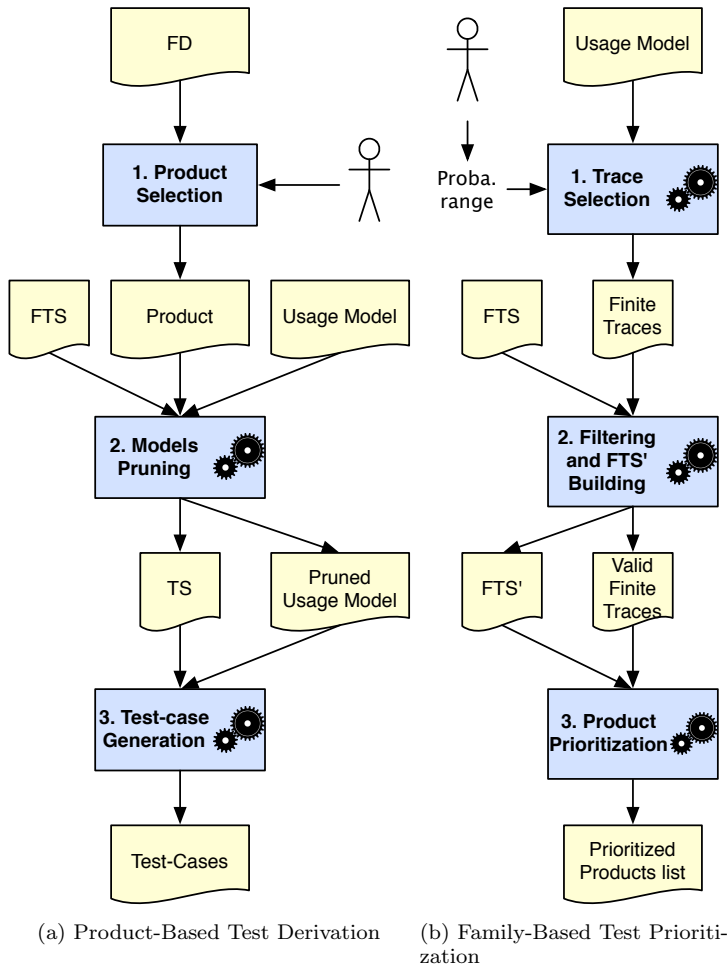 FD
1. Product
Selection
FTS
Product
Usage Model
2. Models
Pruning
TS
Pruned
Usage Model
3. Test-case
Generation
Test-Cases
(a) Product-Based Test Derivation
Usage Model
Proba.
range
1. Trace
Selection
FTS
Finite
Traces
2. Filtering
and FTS'
Building
FTS'
Valid
Finite
Traces
3. Product
Prioritization
Prioritized
Products list
(b) Family-Based Test Prioriti-
zation